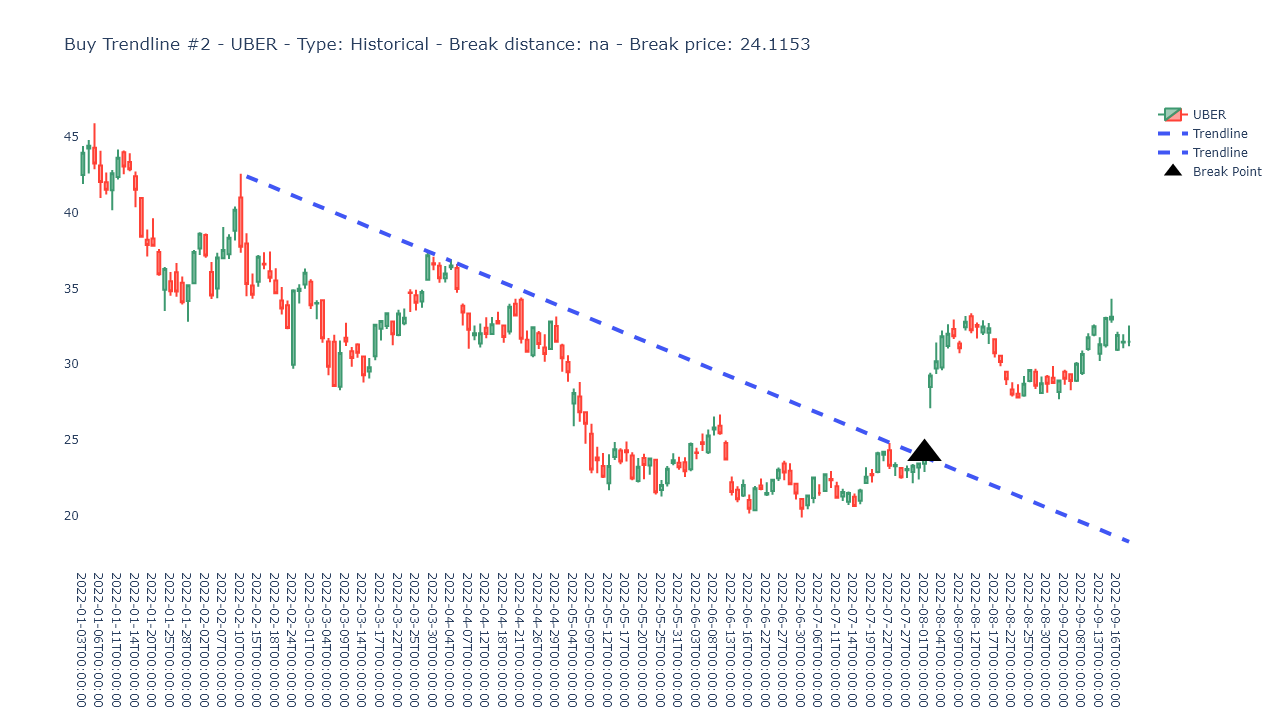 Buy Trendline #2 - UBER - Type: Historical - Break distance: na - Break price: 24.1153
UBER
Trendline
Trendline
Break Point
45
40
35
30
25
20
2022-01-03T00:00:00
2022-01-06T00:00:00
2022-01-11T00:00:00
2022-01-14T00:00:00
2022-01-20T00:00:00
2022-01-25T00:00:00
2022-01-28T00:00:00
2022-02-02T00:00:00
2022-02-07T00:00:00
2022-02-10T00:00:00
2022-02-15T00:00:00
2022-02-18T00:00:00
2022-02-24T00:00:00
2022-03-01T00:00:00
2022-03-04T00:00:00
2022-03-09T00:00:00
2022-03-14T00:00:00
2022-03-17T00:00:00
2022-03-22T00:00:00
2022-03-25T00:00:00
2022-03-30T00:00:00
2022-04-04T00:00:00
2022-04-07T00:00:00
2022-04-12T00:00:00
2022-04-18T00:00:00
2022-04-21T00:00:00
2022-04-26T00:00:00
2022-04-29T00:00:00
2022-05-04T00:00:00
2022-05-09T00:00:00
2022-05-12T00:00:00
2022-05-17T00:00:00
2022-05-20T00:00:00
2022-05-25T00:00:00
2022-05-31T00:00:00
2022-06-03T00:00:00
2022-06-08T00:00:00
2022-06-13T00:00:00
2022-06-16T00:00:00
2022-06-22T00:00:00
2022-06-27T00:00:00
2022-06-30T00:00:00
2022-07-06T00:00:00
2022-07-11T00:00:00
2022-07-14T00:00:00
2022-07-19T00:00:00
2022-07-22T00:00:00
2022-07-27T00:00:00
2022-08-01T00:00:00
2022-08-04T00:00:00
2022-08-09T00:00:00
2022-08-12T00:00:00
2022-08-17T00:00:00
2022-08-22T00:00:00
2022-08-25T00:00:00
2022-08-30T00:00:00
2022-09-02T00:00:00
2022-09-08T00:00:00
2022-09-13T00:00:00
2022-09-16T00:00:00